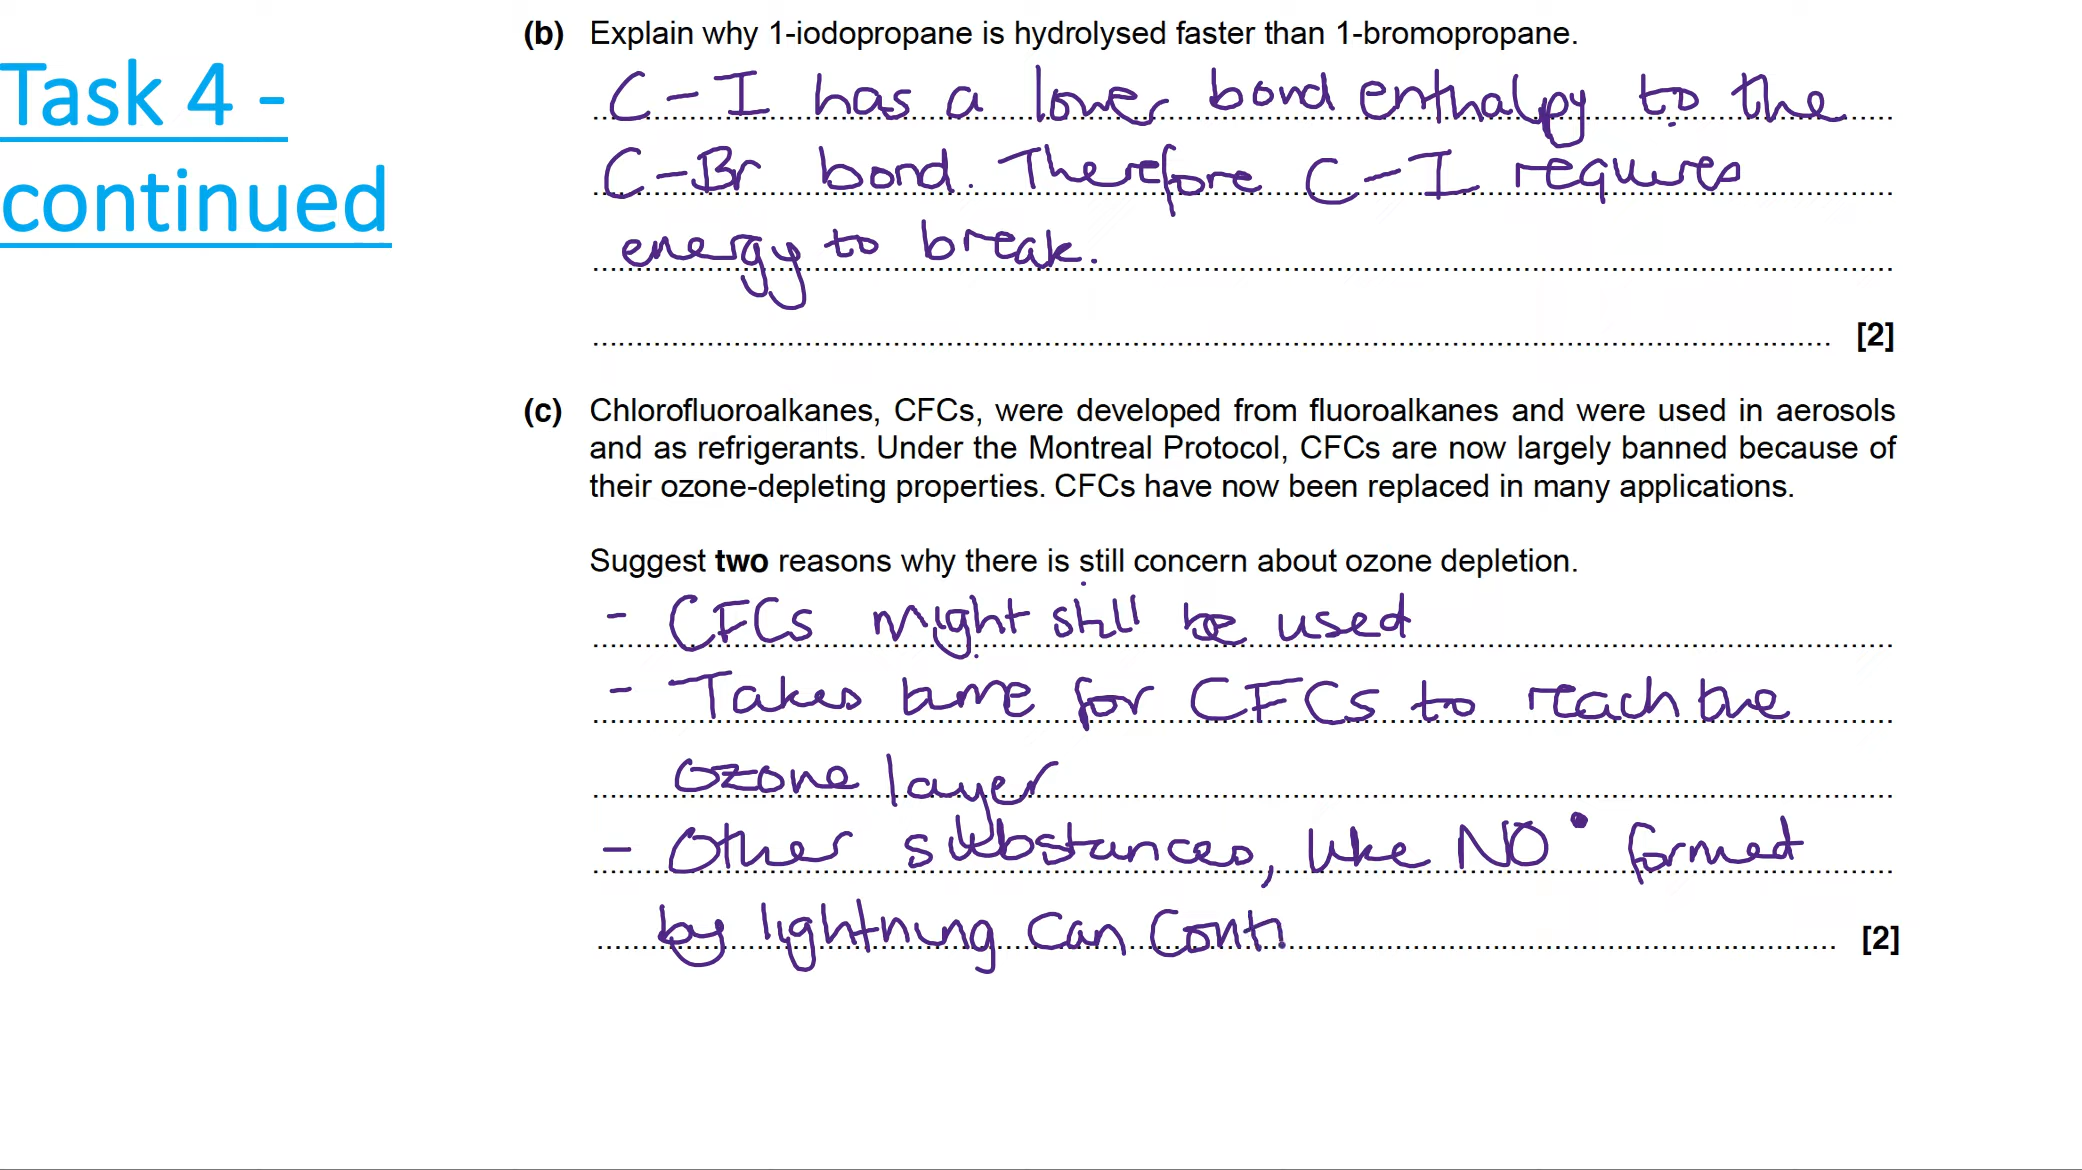 Task 4 -
continued
(b) Explain why 1-iodopropane is hydrolysed faster than 1-bromopropane.
C-I has a lower bond enthalpy to the
C-Br bond. Therefore C-I requires
energy to break.
[2]
(c) Chlorofluoroalkanes, CFCs, were developed from fluoroalkanes and were used in aerosols
and as refrigerants. Under the Montreal Protocol, CFCs are now largely banned because of
their ozone-depleting properties. CFCs have now been replaced in many applications.
Suggest two reasons why there is still concern about ozone depletion.
- CFCs might still be used
- Takes time for CFCs to reach the
ozone layer
- Other substances, like NO• formed
by lightning can conti
[2]